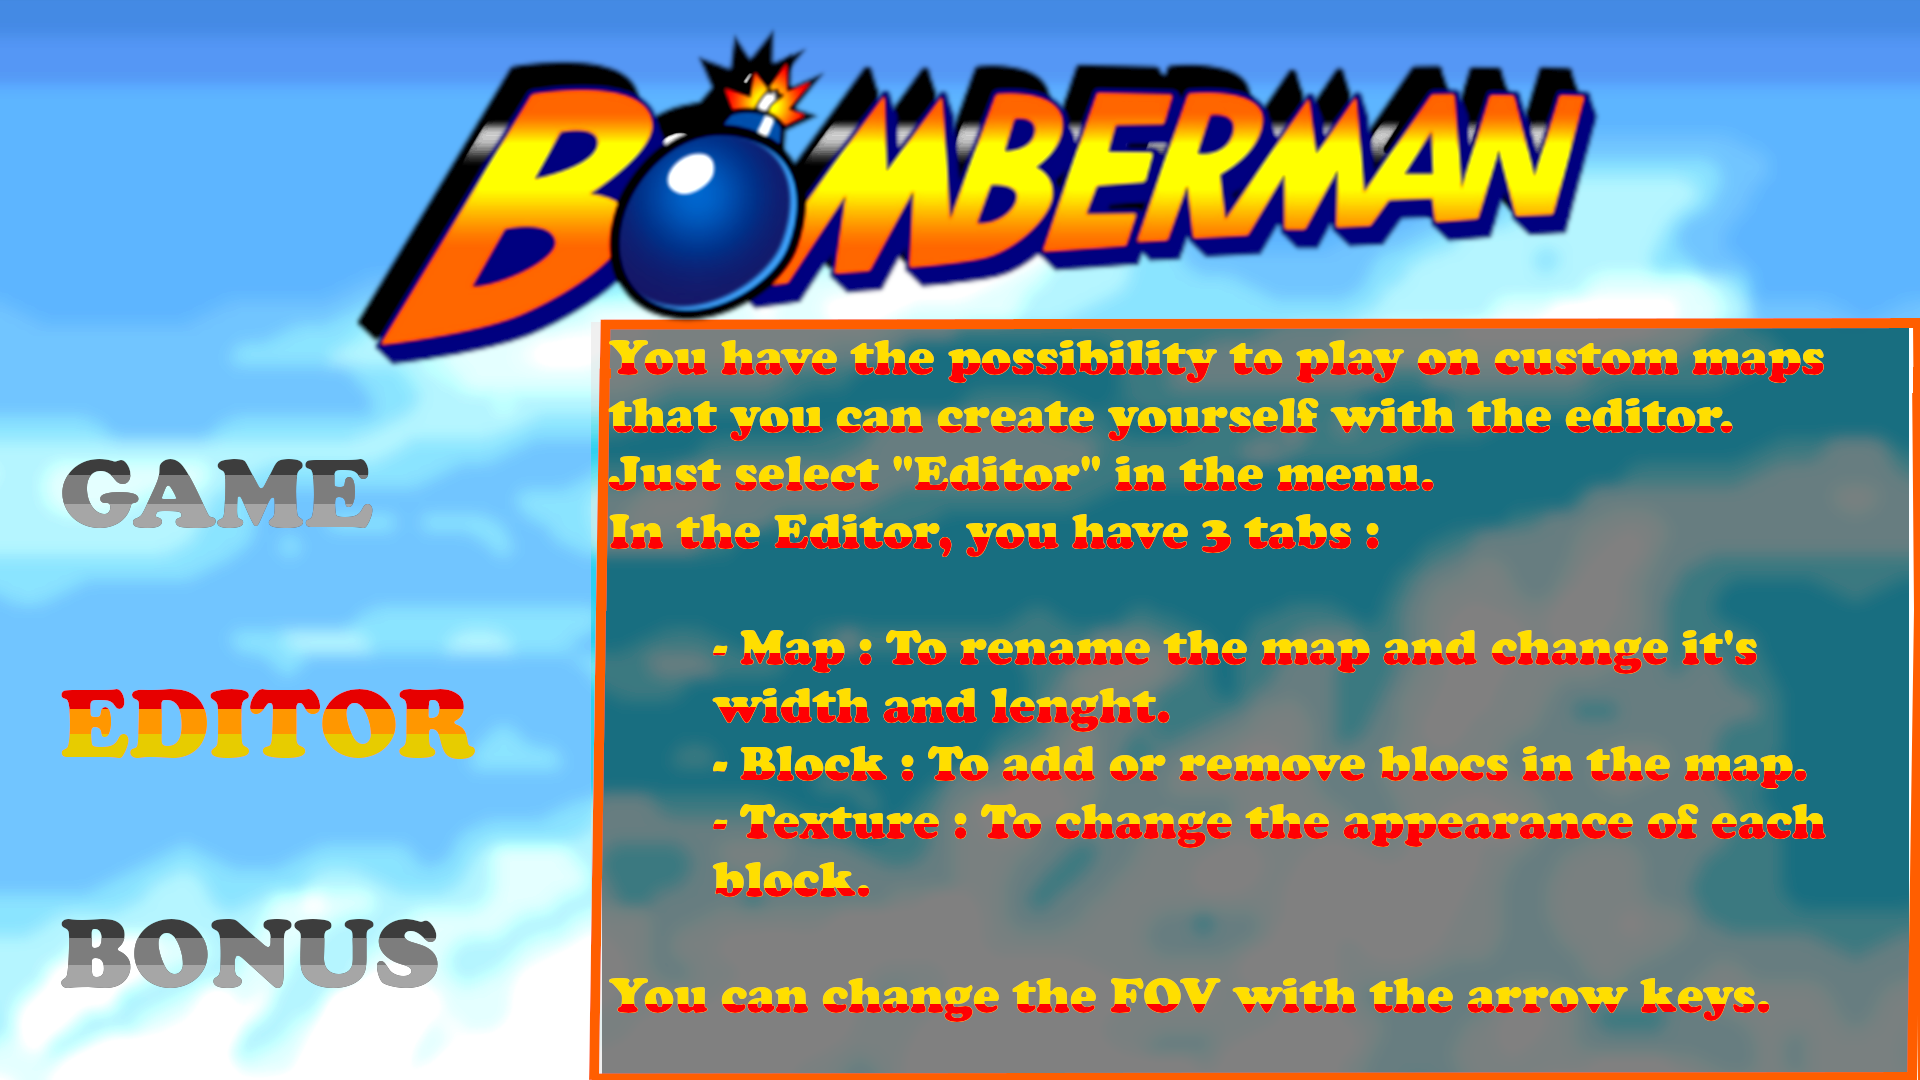 BOMBERMAN
GAME
EDITOR
BONUS
You have the possibility to play on custom maps
that you can create yourself with the editor.
Just select "Editor" in the menu.
In the Editor, you have 3 tabs :
- Map : To rename the map and change it's
width and lenght.
- Block : To add or remove blocs in the map.
- Texture : To change the appearance of each
block.
You can change the FOV with the arrow keys.